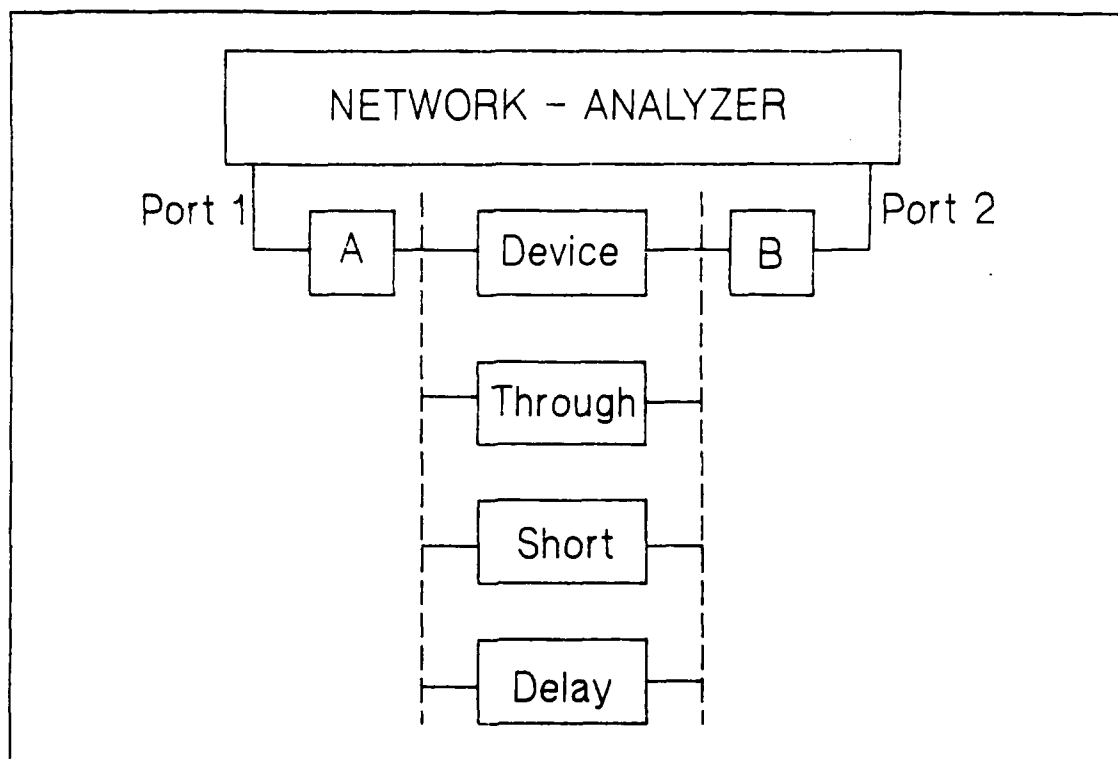 NETWORK - ANALYZER
Port 1
Port 2
A
Device
B
Through
Short
Delay